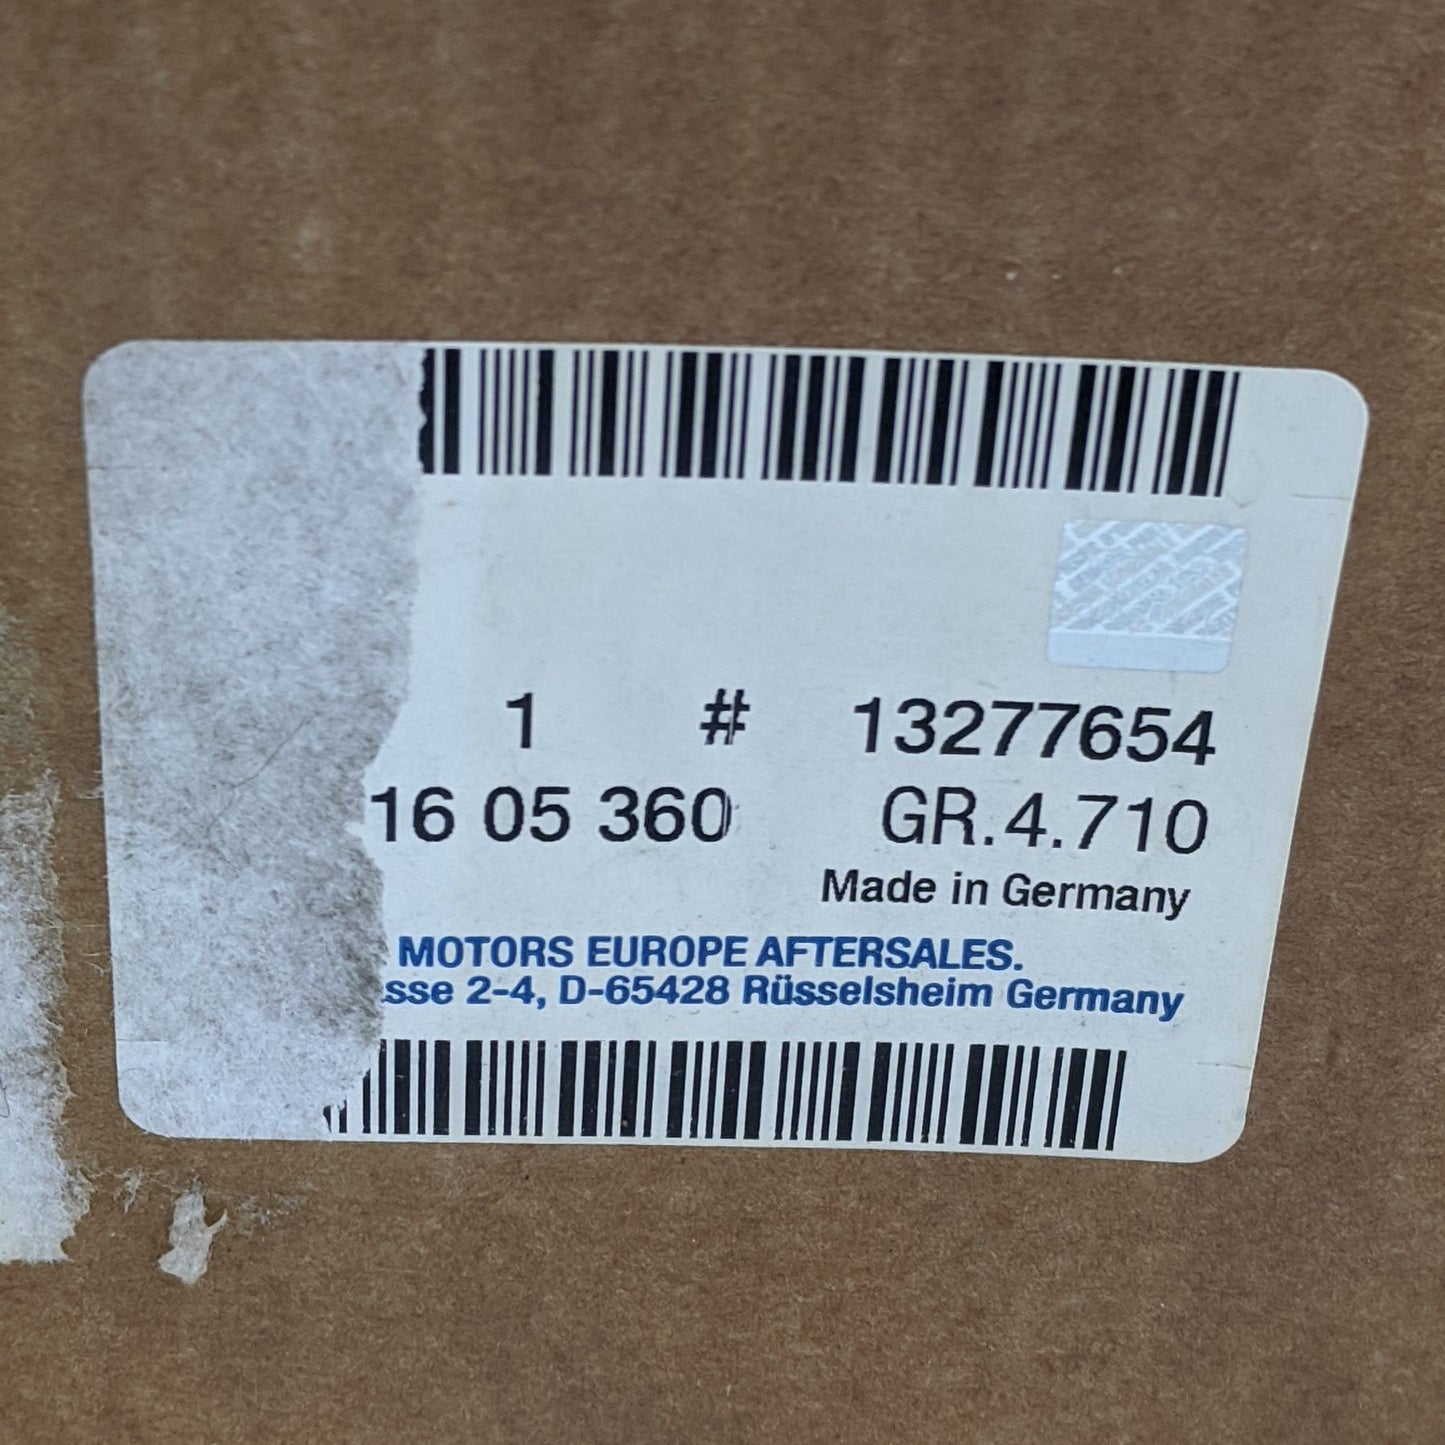 1 # 13277654
16 05 360 GR.4.710
Made in Germany
MOTORS EUROPE AFTERSALES.
sse 2-4, D-65428 Rüsselsheim Germany